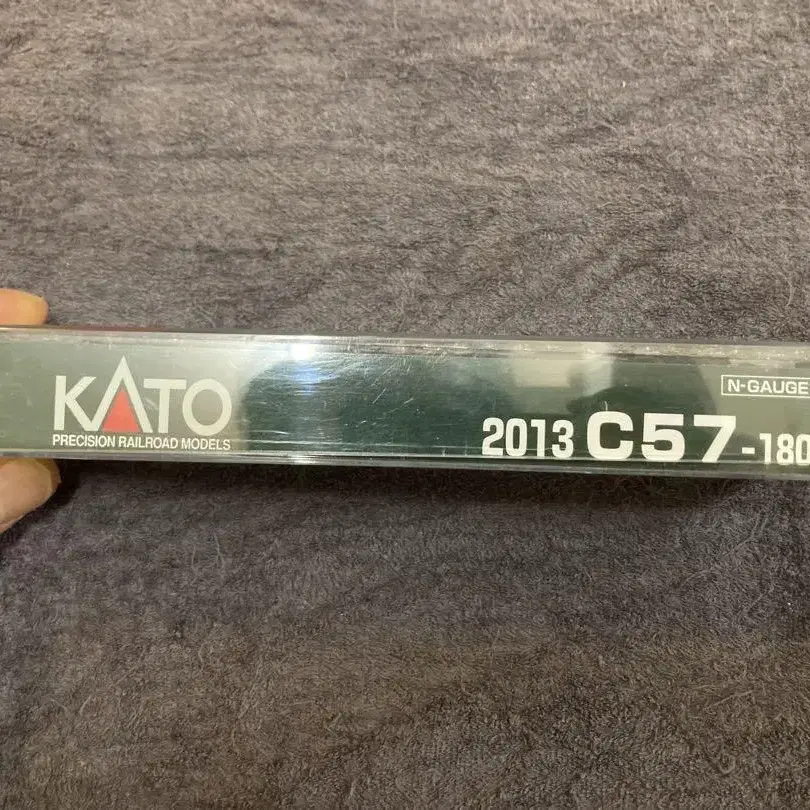 KATO
PRECISION RAILROAD MODELS
N-GAUGE
2013 C57-180